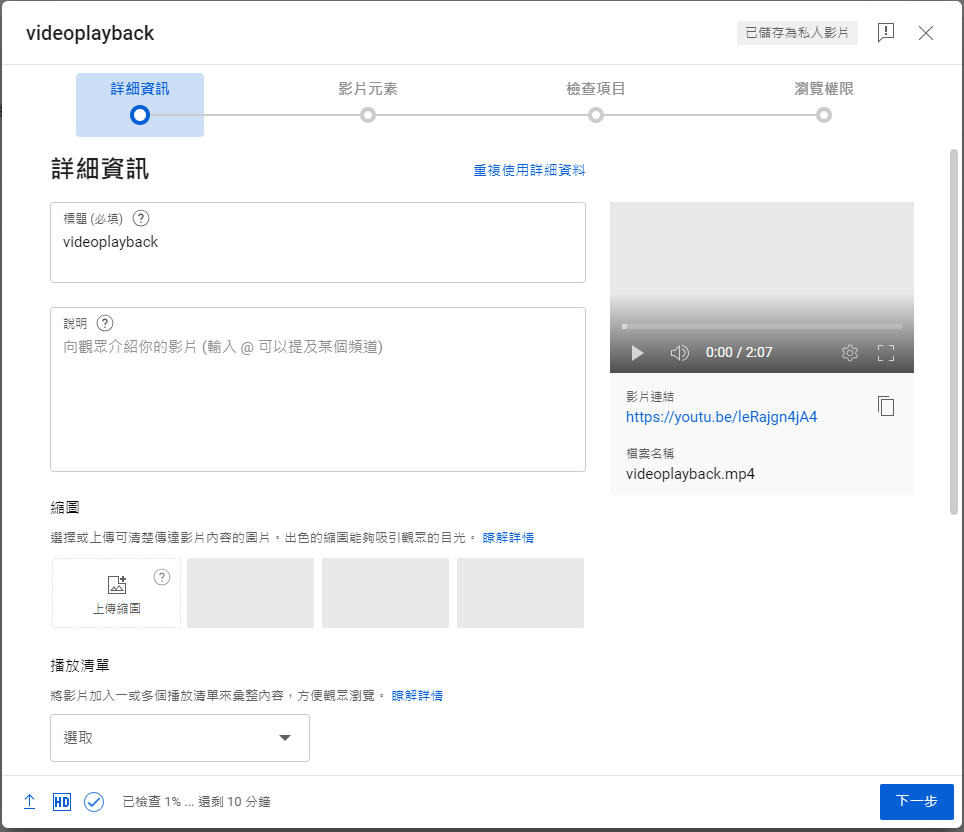 videoplayback
已儲存為私人影片
詳細資訊
影片元素
檢查項目
瀏覽權限
詳細資訊
重複使用詳細資料
標題 (必填) ?
videoplayback
說明 ?
向觀眾介紹你的影片 (輸入 @ 可以提及某個頻道)
0:00 / 2:07
影片連結
https://youtu.be/leRajgn4jA4
檔案名稱
videoplayback.mp4
縮圖
選擇或上傳可清楚傳達影片內容的圖片。出色的縮圖能夠吸引觀眾的目光。 瞭解詳情
?
上傳縮圖
播放清單
將影片加入一或多個播放清單來彙整內容，方便觀眾瀏覽。 瞭解詳情
選取
HD 已檢查 1% ... 還剩 10 分鐘
下一步